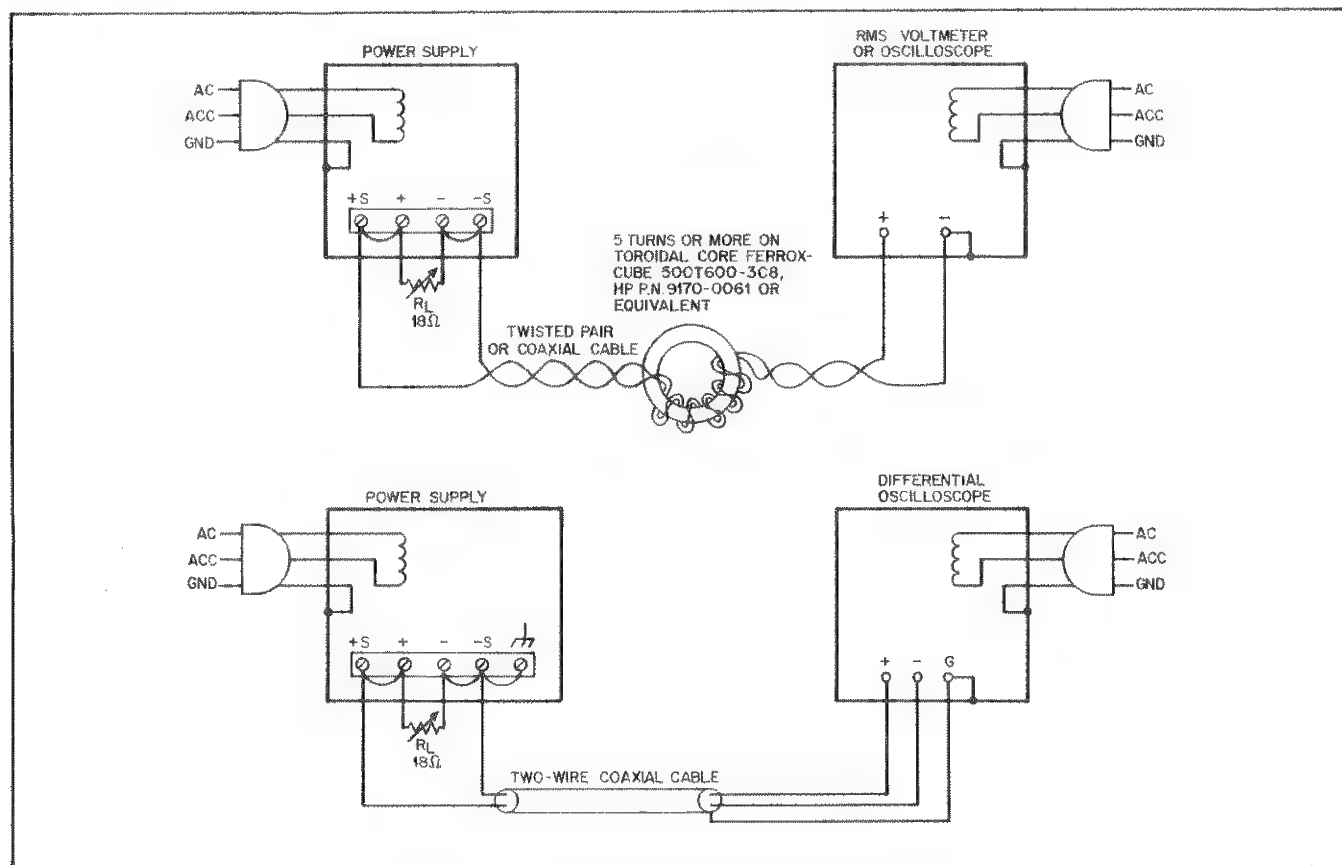 POWER SUPPLY
RMS VOLTMETER
OR OSCILLOSCOPE
AC
ACC
GND
AC
ACC
GND
+S + - -S
+ -
RL
18Ω
5 TURNS OR MORE ON
TOROIDAL CORE FERROX-
CUBE 500T600-3C8,
HP P.N. 9170-0061 OR
EQUIVALENT
TWISTED PAIR
OR COAXIAL CABLE
POWER SUPPLY
DIFFERENTIAL
OSCILLOSCOPE
AC
ACC
GND
AC
ACC
GND
+S + - -S
+ - G
RL
18Ω
TWO-WIRE COAXIAL CABLE